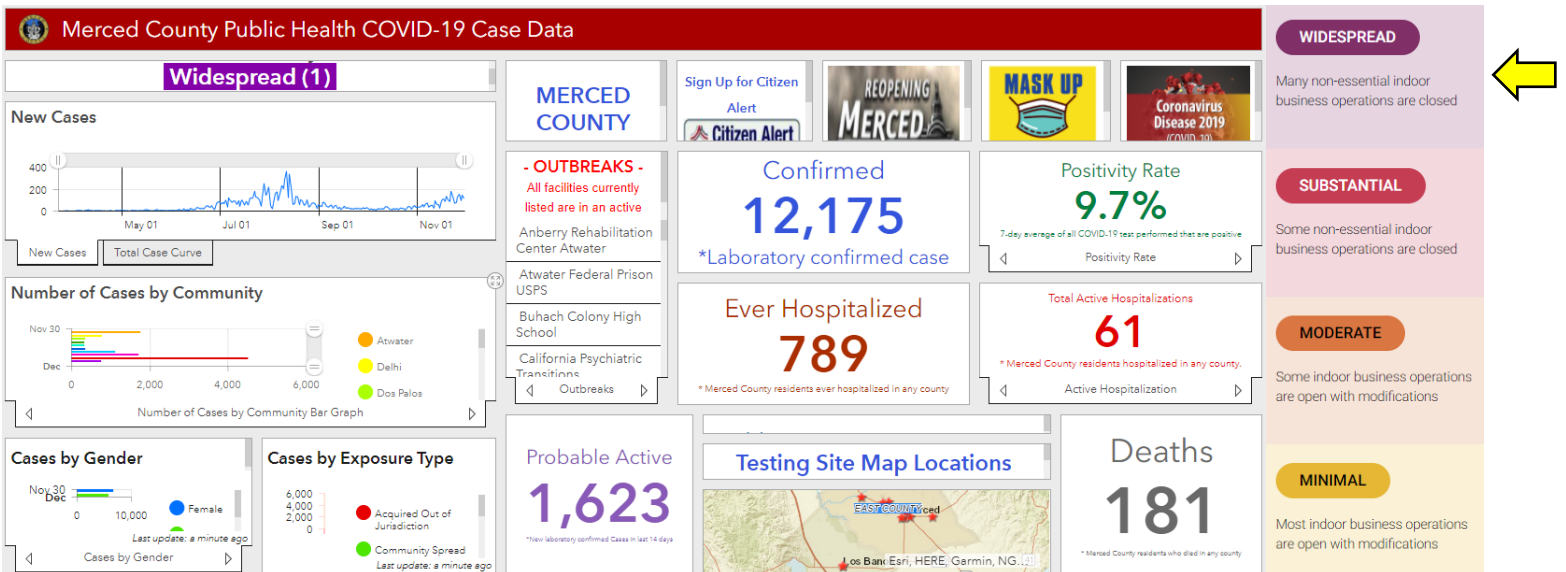 Merced County Public Health COVID-19 Case Data
Widespread (1)
New Cases
400
200
0
May 01
Jul 01
Sep 01
Nov 01
New Cases
Total Case Curve
Number of Cases by Community
Nov 30
Dec
0
2,000
4,000
6,000
Atwater
Delhi
Dos Palos
Number of Cases by Community Bar Graph
Cases by Gender
Nov 30
Dec
0
10,000
Female
Last update: a minute ago
Cases by Gender
Cases by Exposure Type
6,000
4,000
2,000
0
Acquired Out of
Jurisdiction
Community Spread
Last update: a minute ago
MERCED
COUNTY
Sign Up for Citizen
Alert
Citizen Alert
REOPENING
MERCED
MASK UP
Coronavirus
Disease 2019
(COVID-19)
- OUTBREAKS -
All facilities currently
listed are in an active
Anberry Rehabilitation
Center Atwater
Atwater Federal Prison
USPS
Buhach Colony High
School
California Psychiatric
Transitions
Outbreaks
Confirmed
12,175
*Laboratory confirmed case
Positivity Rate
9.7%
7-day average of all COVID-19 test performed that are positive
Positivity Rate
Ever Hospitalized
789
* Merced County residents ever hospitalized in any county
Total Active Hospitalizations
61
* Merced County residents hospitalized in any county.
Active Hospitalization
Probable Active
1,623
*New laboratory confirmed Cases in last 14 days
Testing Site Map Locations
EAST COUNTY
ced
Los Banc
Esri, HERE, Garmin, NG...
Deaths
181
* Merced County residents who died in any county
WIDESPREAD
Many non-essential indoor
business operations are closed
SUBSTANTIAL
Some non-essential indoor
business operations are closed
MODERATE
Some indoor business operations
are open with modifications
MINIMAL
Most indoor business operations
are open with modifications